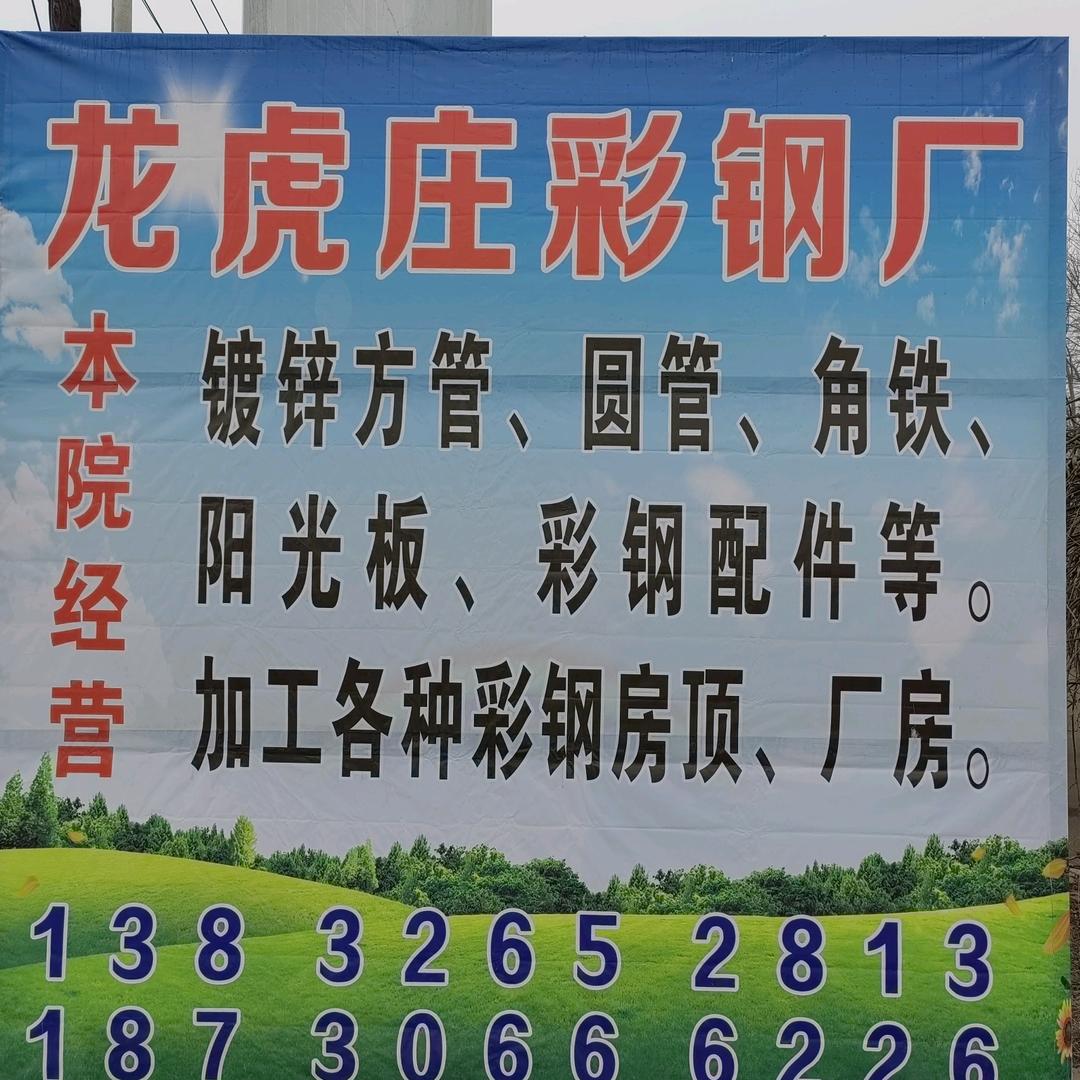 龙虎庄彩钢厂
本院经营
镀锌方管、圆管、角铁、
阳光板、彩钢配件等。
加工各种彩钢房顶、厂房。
138 3265 2813
187 3066 6226